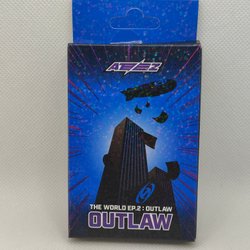 ATEEZ
THE WORLD EP.2 : OUTLAW
OUTLAW